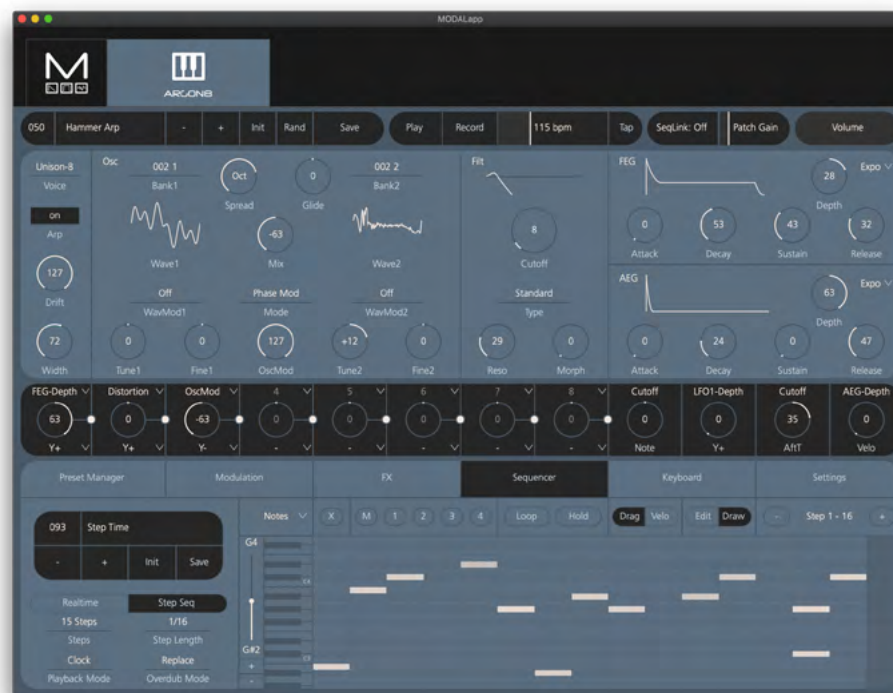 MODALapp
M
ARGON8
050 Hammer Arp - + Init Rand Save Play Record 115 bpm Tap SeqLink: Off Patch Gain Volume
Unison-8 Osc 002 1 Oct 0 002 2 Filt FEG 28 Expo
Voice Bank1 Spread Glide Bank2 Depth
on -63 8 0 53 43 32
Arp Wave1 Mix Wave2 Cutoff Attack Decay Sustain Release
127 AEG 63 Expo
Drift Off Phase Mod Off Standard Depth
WavMod1 Mode WavMod2 Type
72 0 0 127 +12 0 29 0 0 24 0 47
Width Tune1 Fine1 OscMod Tune2 Fine2 Reso Morph Attack Decay Sustain Release
FEG-Depth Distortion OscMod 4 5 6 7 8 Cutoff LFO1-Depth Cutoff AEG-Depth
63 0 -63 0 0 0 0 0 0 0 35 0
Y+ Y+ Y- - - - - - Note Y+ AftT Velo
Preset Manager Modulation FX Sequencer Keyboard Settings
093 Step Time Notes X M 1 2 3 4 Loop Hold Drag Velo Edit Draw - Step 1 - 16 +
- + Init Save G4
Realtime Step Seq
15 Steps 1/16
Steps Step Length
Clock Replace G#2
Playback Mode Overdub Mode +
-